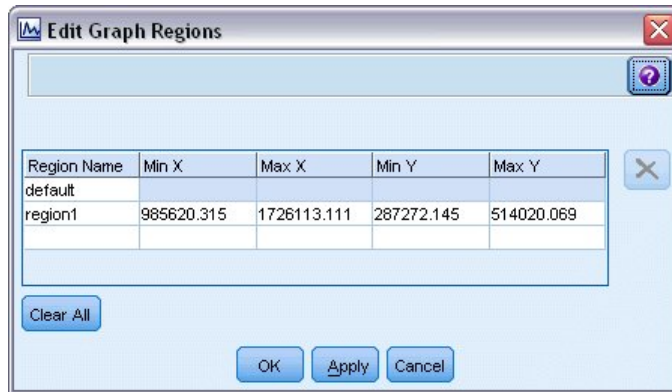 Edit Graph Regions
?
Region Name Min X Max X Min Y Max Y
default
region1 985620.315 1726113.111 287272.145 514020.069
Clear All
OK Apply Cancel